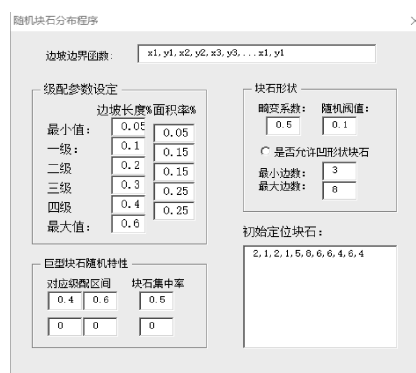 随机块石分布程序
边坡边界函数: x1,y1,x2,y2,x3,y3,...x1,y1
级配参数设定
边坡长度% 面积率%
最小值: 0.05 0.05
一级: 0.1 0.15
二级 0.2 0.15
三级 0.3 0.25
四级 0.4 0.25
最大值: 0.6
块石形状
畸变系数: 随机阀值:
0.5 0.1
是否允许凹形状块石
最小边数: 3
最大边数: 8
初始定位块石:
2,1,2,1,5,8,6,6,4,6,4
巨型块石随机特性
对应级配区间 块石集中率
0.4 0.6 0.5
0 0 0